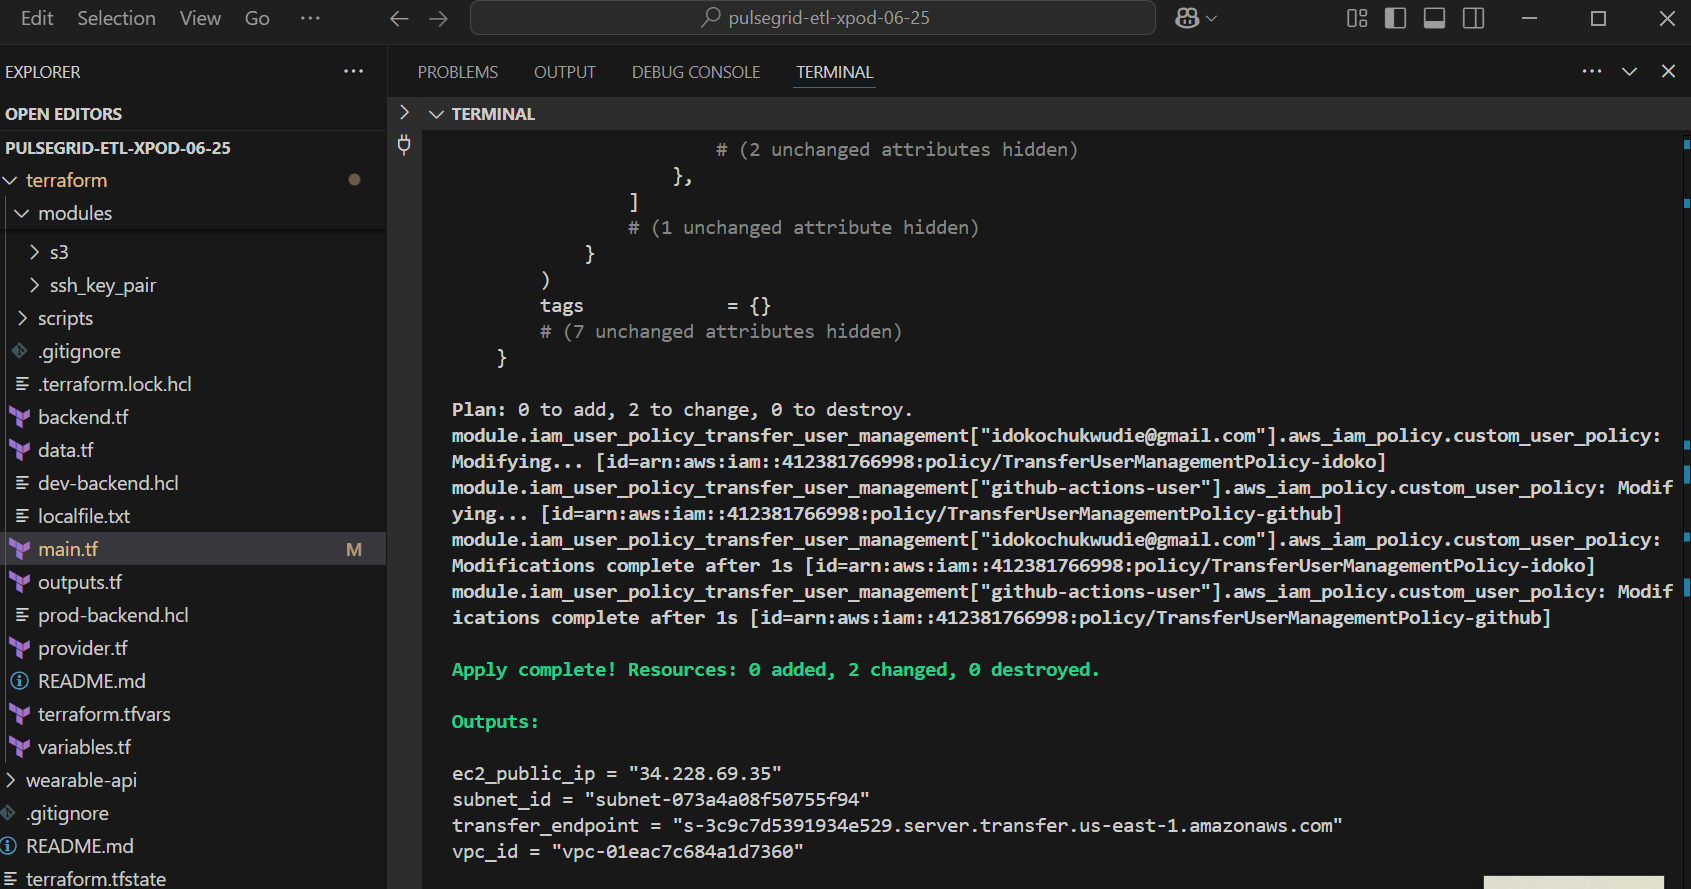 Edit Selection View Go ···
pulsegrid-etl-xpod-06-25
EXPLORER ···
OPEN EDITORS
PULSEGRID-ETL-XPOD-06-25
terraform
modules
s3
ssh_key_pair
scripts
.gitignore
.terraform.lock.hcl
backend.tf
data.tf
dev-backend.hcl
localfile.txt
main.tf M
outputs.tf
prod-backend.hcl
provider.tf
README.md
terraform.tfvars
variables.tf
wearable-api
.gitignore
README.md
terraform.tfstate
PROBLEMS OUTPUT DEBUG CONSOLE TERMINAL ···
TERMINAL
# (2 unchanged attributes hidden)
},
]
# (1 unchanged attribute hidden)
}
)
tags = {}
# (7 unchanged attributes hidden)
}
Plan: 0 to add, 2 to change, 0 to destroy.
module.iam_user_policy_transfer_user_management["idokochukwudie@gmail.com"].aws_iam_policy.custom_user_policy:
Modifying... [id=arn:aws:iam::412381766998:policy/TransferUserManagementPolicy-idoko]
module.iam_user_policy_transfer_user_management["github-actions-user"].aws_iam_policy.custom_user_policy: Modif
ying... [id=arn:aws:iam::412381766998:policy/TransferUserManagementPolicy-github]
module.iam_user_policy_transfer_user_management["idokochukwudie@gmail.com"].aws_iam_policy.custom_user_policy:
Modifications complete after 1s [id=arn:aws:iam::412381766998:policy/TransferUserManagementPolicy-idoko]
module.iam_user_policy_transfer_user_management["github-actions-user"].aws_iam_policy.custom_user_policy: Modif
ications complete after 1s [id=arn:aws:iam::412381766998:policy/TransferUserManagementPolicy-github]
Apply complete! Resources: 0 added, 2 changed, 0 destroyed.
Outputs:
ec2_public_ip = "34.228.69.35"
subnet_id = "subnet-073a4a08f50755f94"
transfer_endpoint = "s-3c9c7d5391934e529.server.transfer.us-east-1.amazonaws.com"
vpc_id = "vpc-01eac7c684a1d7360"